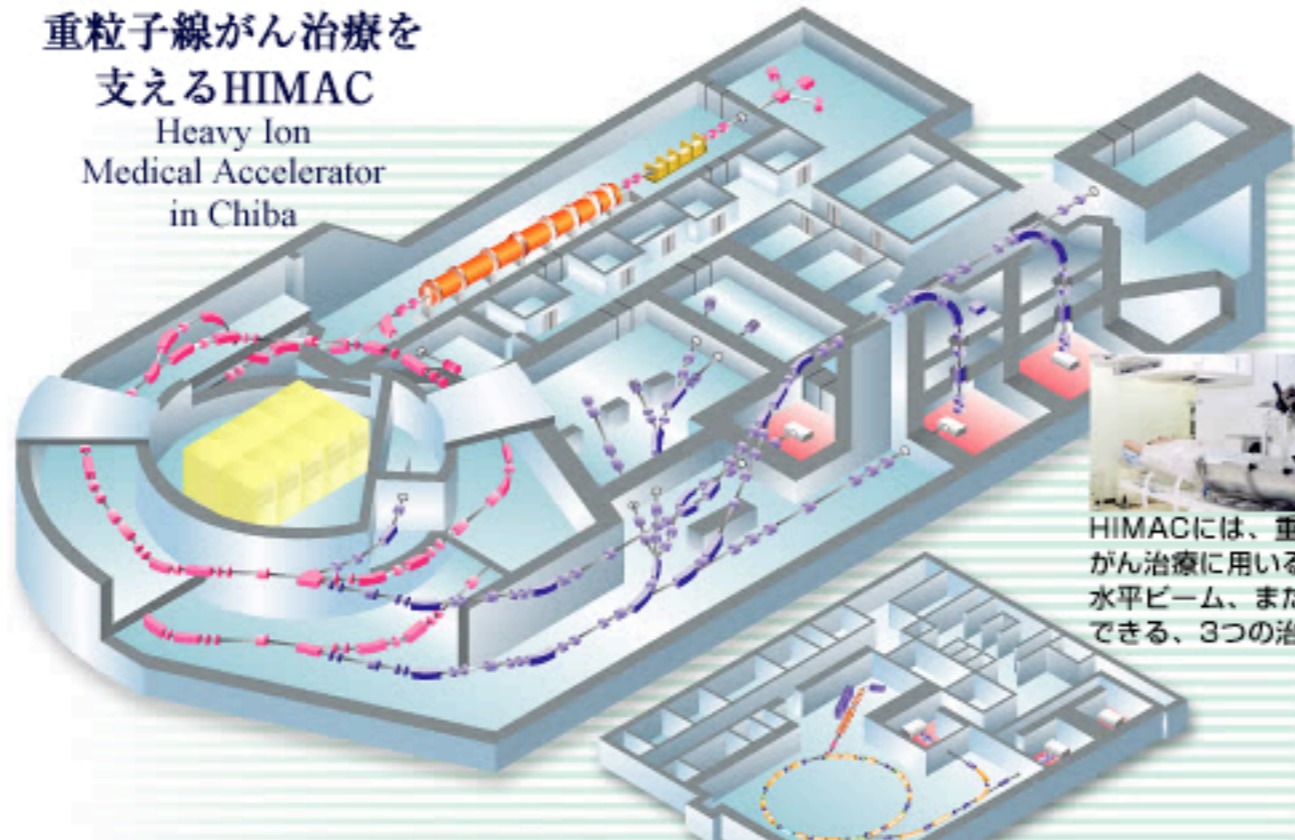 重粒子線がん治療を
支えるHIMAC
Heavy Ion
Medical Accelerator
in Chiba
HIMACには、重
がん治療に用いる
水平ビーム、また
できる、3つの治